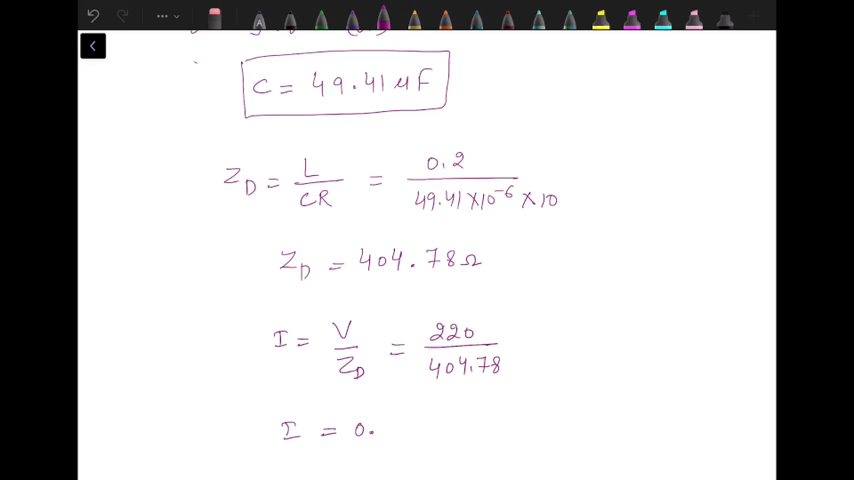 C = 49.41 μF
Z_D = L/CR = 0.2/49.41×10^-6 × 10
Z_D = 404.78Ω
I = V/Z_D = 220/404.78
I = 0.